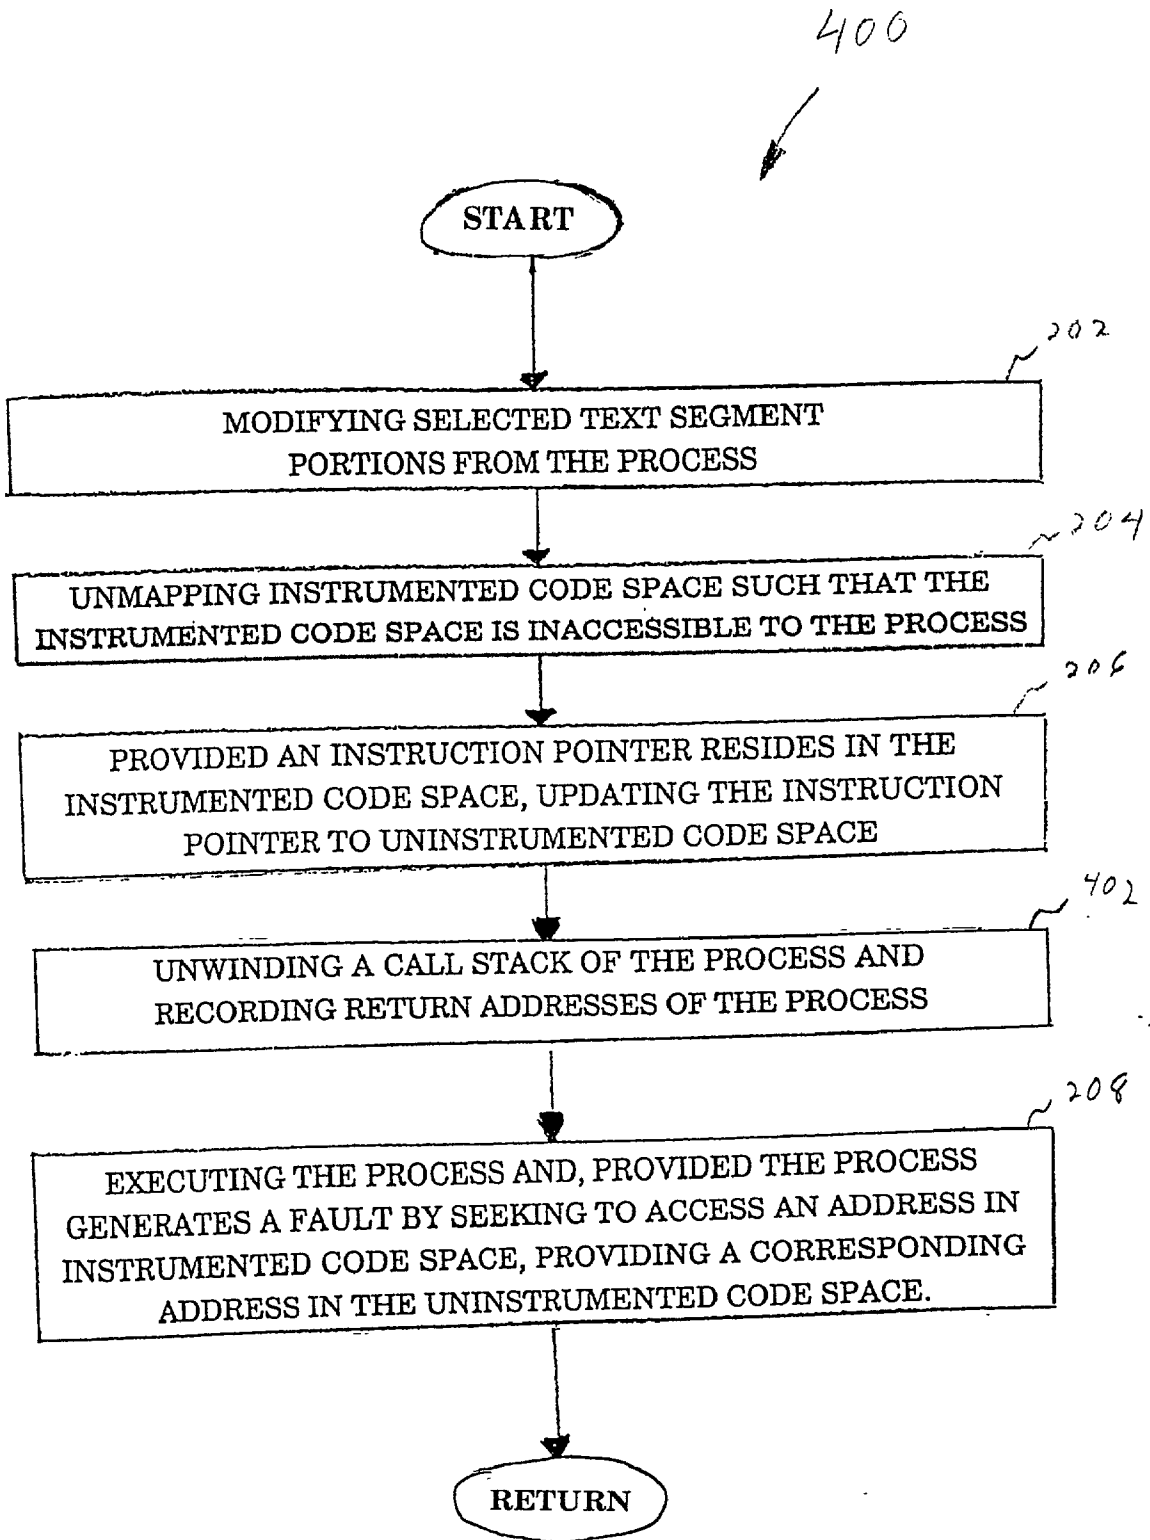 400
START
202
MODIFYING SELECTED TEXT SEGMENT
PORTIONS FROM THE PROCESS
204
UNMAPPING INSTRUMENTED CODE SPACE SUCH THAT THE
INSTRUMENTED CODE SPACE IS INACCESSIBLE TO THE PROCESS
206
PROVIDED AN INSTRUCTION POINTER RESIDES IN THE
INSTRUMENTED CODE SPACE, UPDATING THE INSTRUCTION
POINTER TO UNINSTRUMENTED CODE SPACE
402
UNWINDING A CALL STACK OF THE PROCESS AND
RECORDING RETURN ADDRESSES OF THE PROCESS
208
EXECUTING THE PROCESS AND, PROVIDED THE PROCESS
GENERATES A FAULT BY SEEKING TO ACCESS AN ADDRESS IN
INSTRUMENTED CODE SPACE, PROVIDING A CORRESPONDING
ADDRESS IN THE UNINSTRUMENTED CODE SPACE.
RETURN